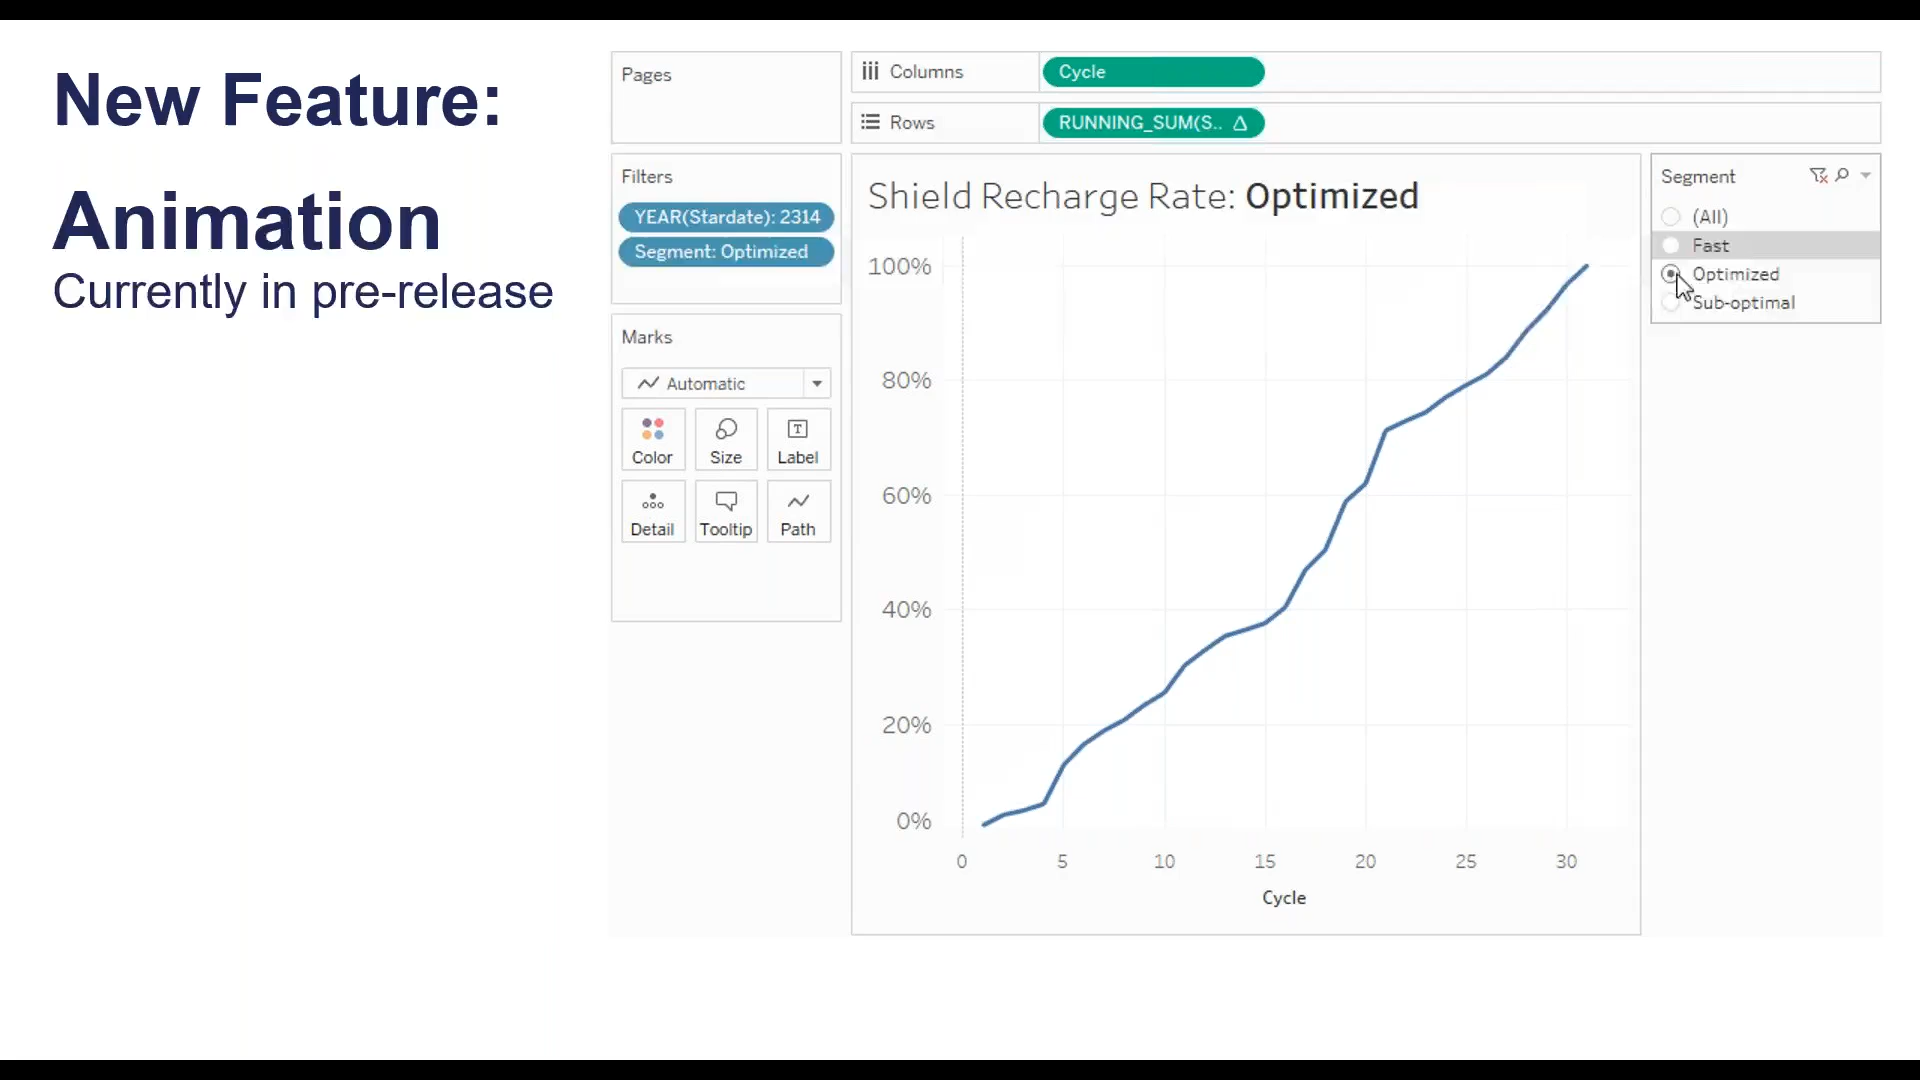 New Feature:
Animation
Currently in pre-release
Pages
Columns
Cycle
Rows
RUNNING_SUM(S..
Filters
YEAR(Stardate): 2314
Segment: Optimized
Marks
Automatic
Color
Size
Label
Detail
Tooltip
Path
Shield Recharge Rate: Optimized
100%
80%
60%
40%
20%
0%
0 5 10 15 20 25 30
Cycle
Segment
(All)
Fast
Optimized
Sub-optimal